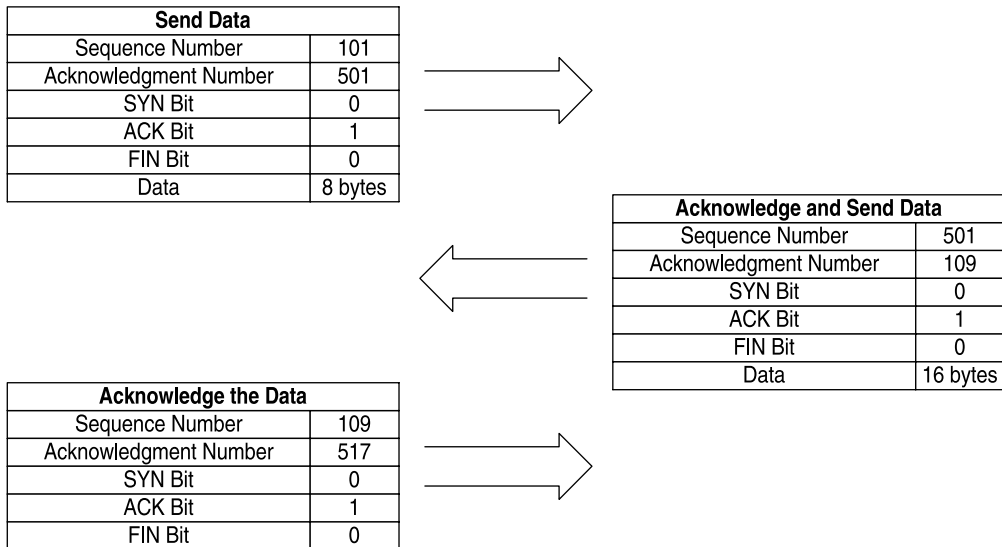 Send Data
Sequence Number 101
Acknowledgment Number 501
SYN Bit 0
ACK Bit 1
FIN Bit 0
Data 8 bytes
Acknowledge and Send Data
Sequence Number 501
Acknowledgment Number 109
SYN Bit 0
ACK Bit 1
FIN Bit 0
Data 16 bytes
Acknowledge the Data
Sequence Number 109
Acknowledgment Number 517
SYN Bit 0
ACK Bit 1
FIN Bit 0